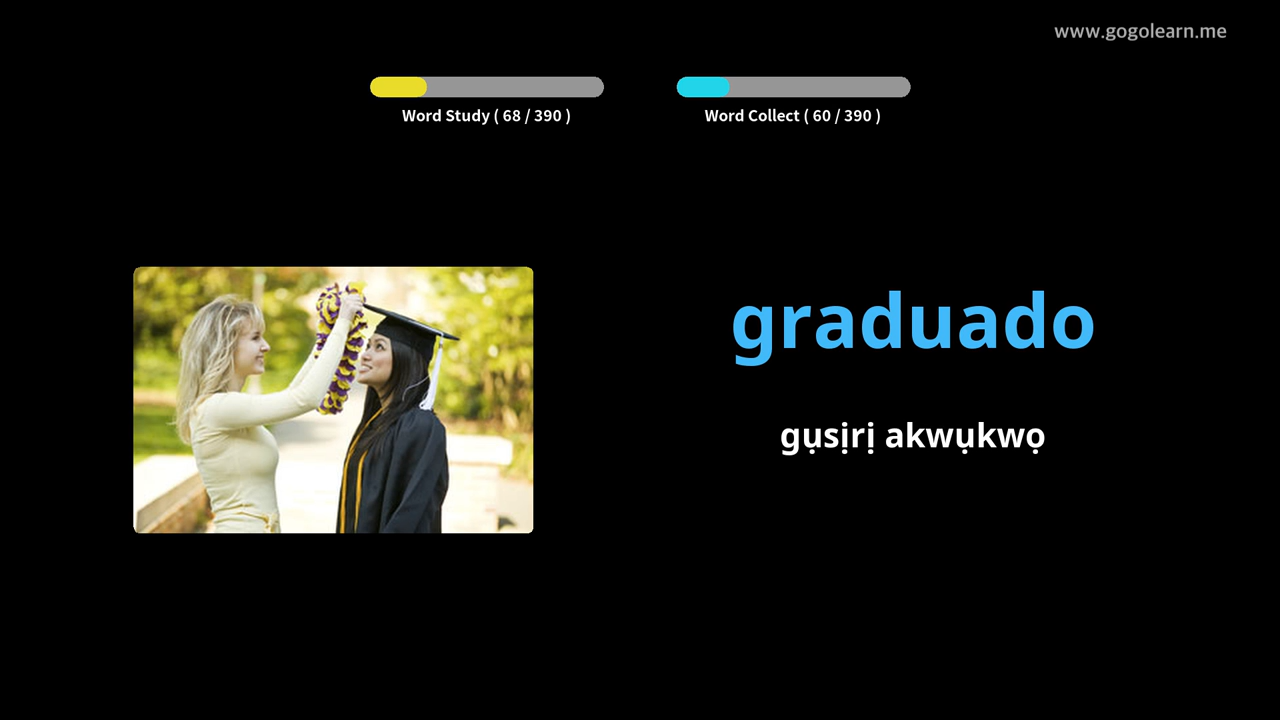 www.gogolearn.me
Word Study ( 68 / 390 )
Word Collect ( 60 / 390 )
graduado
gụsịrị akwụkwọ